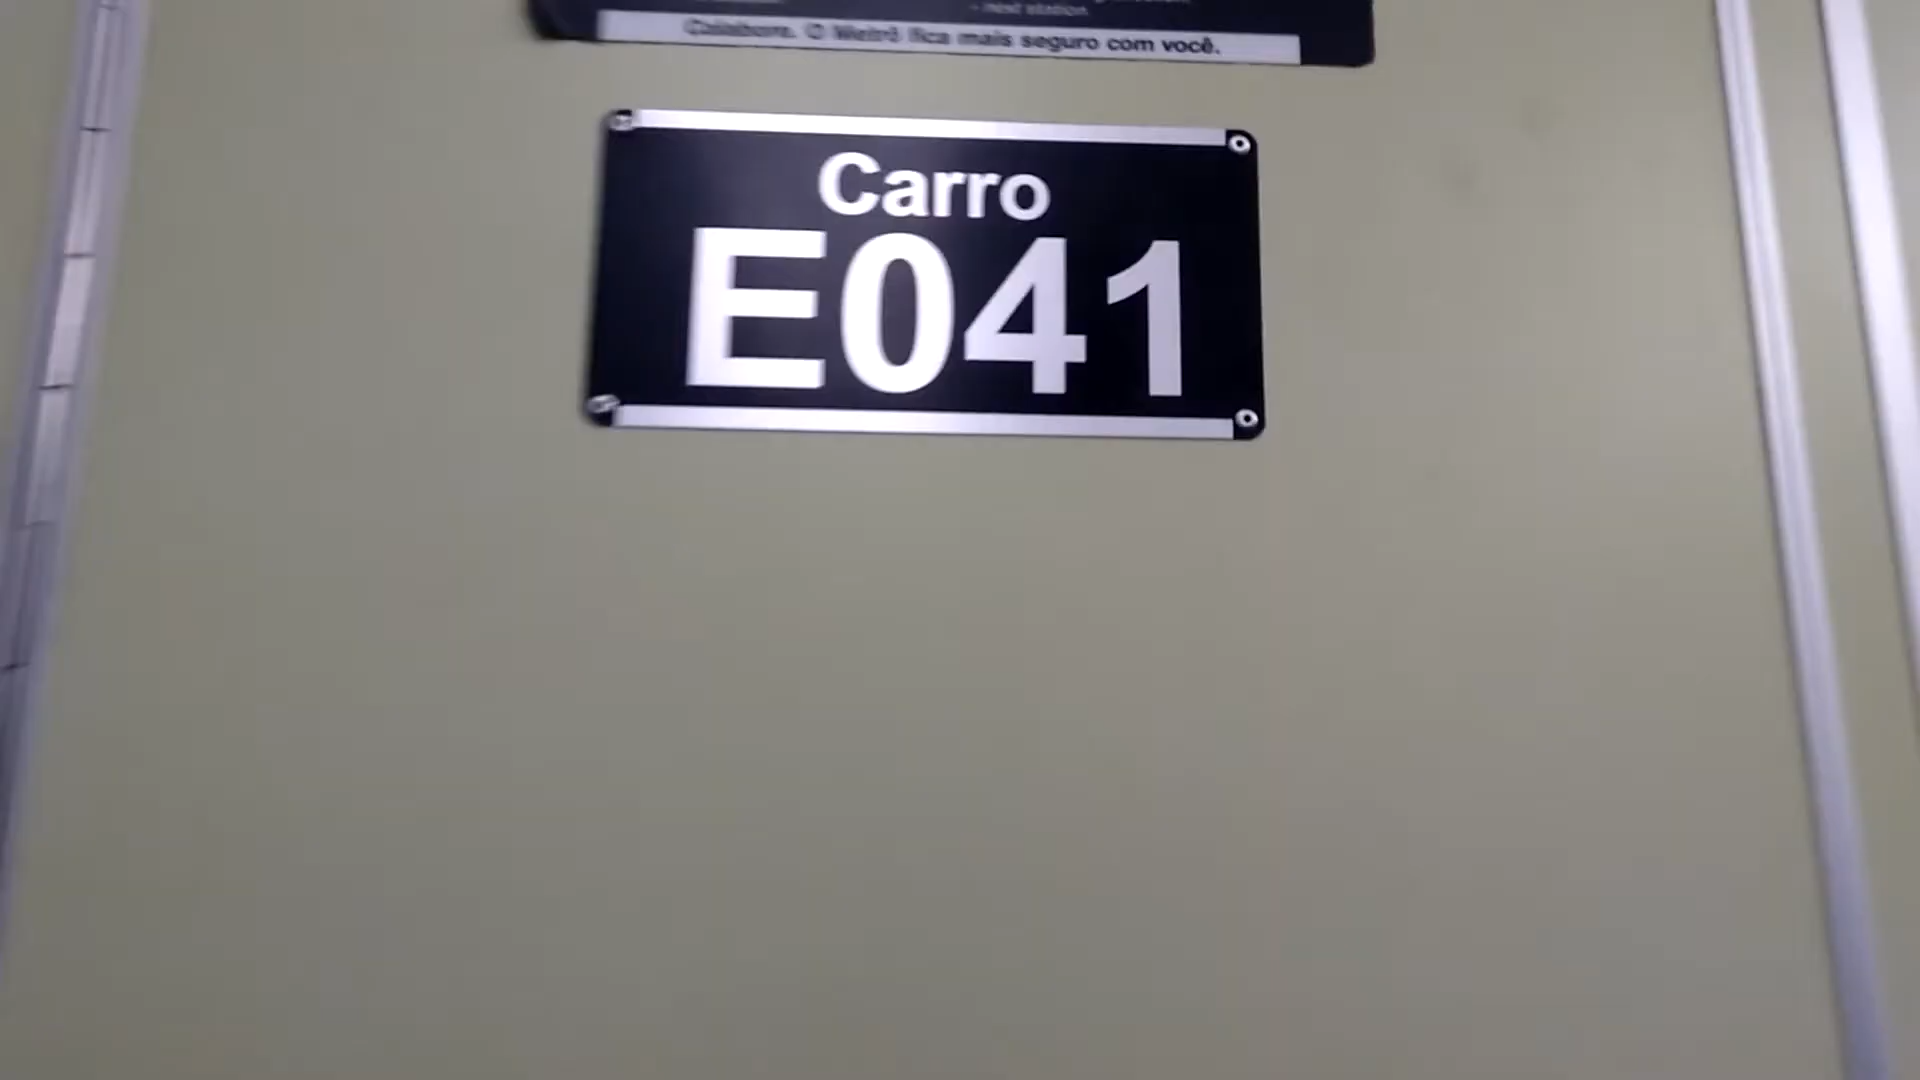 - next station
Colabore. O Metrô fica mais seguro com você.
Carro
E041